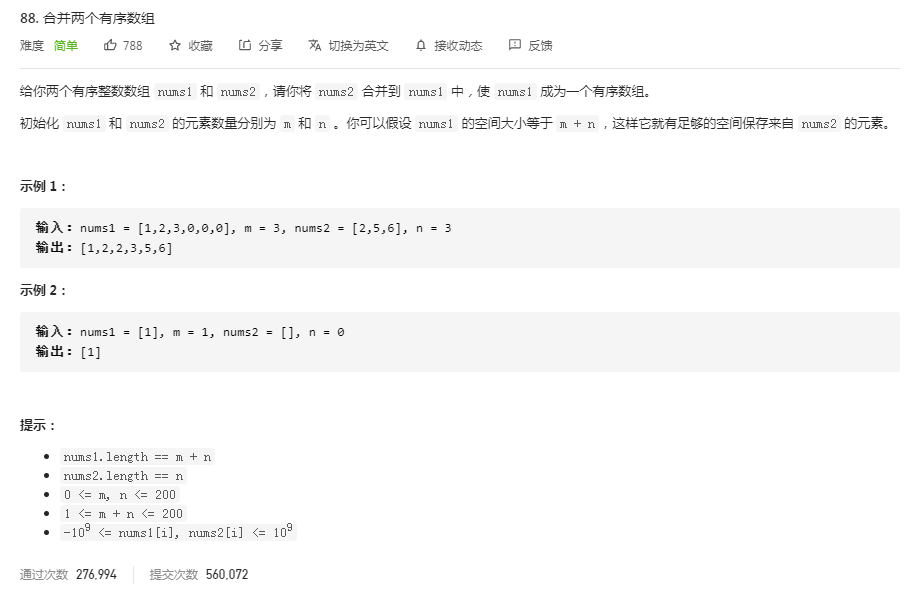 88. 合并两个有序数组
难度 简单 788 收藏 分享 切换为英文 接收动态 反馈
给你两个有序整数数组 nums1 和 nums2，请你将 nums2 合并到 nums1 中，使 nums1 成为一个有序数组。
初始化 nums1 和 nums2 的元素数量分别为 m 和 n 。你可以假设 nums1 的空间大小等于 m + n ，这样它就有足够的空间保存来自 nums2 的元素。
示例 1：
输入：nums1 = [1,2,3,0,0,0], m = 3, nums2 = [2,5,6], n = 3
输出：[1,2,2,3,5,6]
示例 2：
输入：nums1 = [1], m = 1, nums2 = [], n = 0
输出：[1]
提示：
nums1.length == m + n
nums2.length == n
0 <= m, n <= 200
1 <= m + n <= 200
-10⁹ <= nums1[i], nums2[i] <= 10⁹
通过次数 276,994 提交次数 560,072